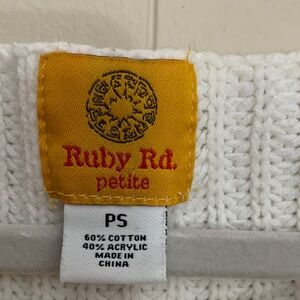 Ruby Rd.
petite
PS
60% COTTON
40% ACRYLIC
MADE IN
CHINA